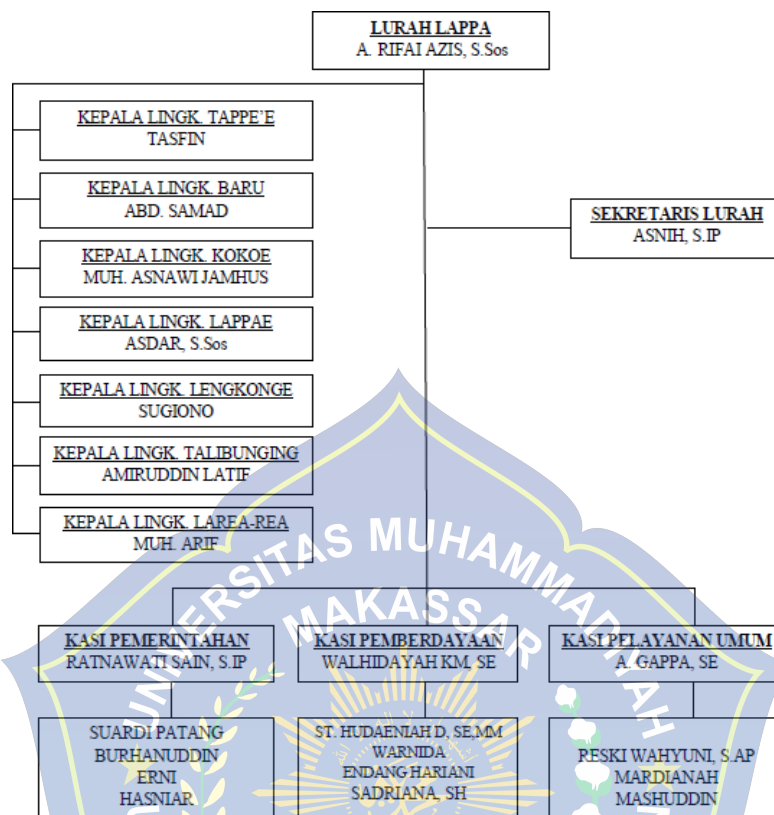 LURAH LAPPA
A. RIFAI AZIS, S.Sos
KEPALA LINGK. TAPPE'E
TASFIN
KEPALA LINGK. BARU
ABD. SAMAD
SEKRETARIS LURAH
ASNIH, S.IP
KEPALA LINGK. KOKOE
MUH. ASNAWI JAMHUS
KEPALA LINGK. LAPPAE
ASDAR, S.Sos
KEPALA LINGK. LENGKONGE
SUGIONO
KEPALA LINGK. TALIBUNGING
AMIRUDDIN LATIF
KEPALA LINGK. LAREA-REA
MUH. ARIF
UNIVERSITAS MUHAMMADIYAH
MAKASSAR
KASI PEMERINTAHAN
RATNAWATI SAIN, S.IP
KASI PEMBERDAYAAN
WALHIDAYAH KM, SE
KASI PELAYANAN UMUM
A. GAPPA, SE
SUARDI PATANG
BURHANUDDIN
ERNI
HASNIAR
ST. HUDAENIAH D, SE,MM
WARNIDA
ENDANG HARIANI
SADRIANA, SH
RESKI WAHYUNI, S.AP
MARDIANAH
MASHUDDIN